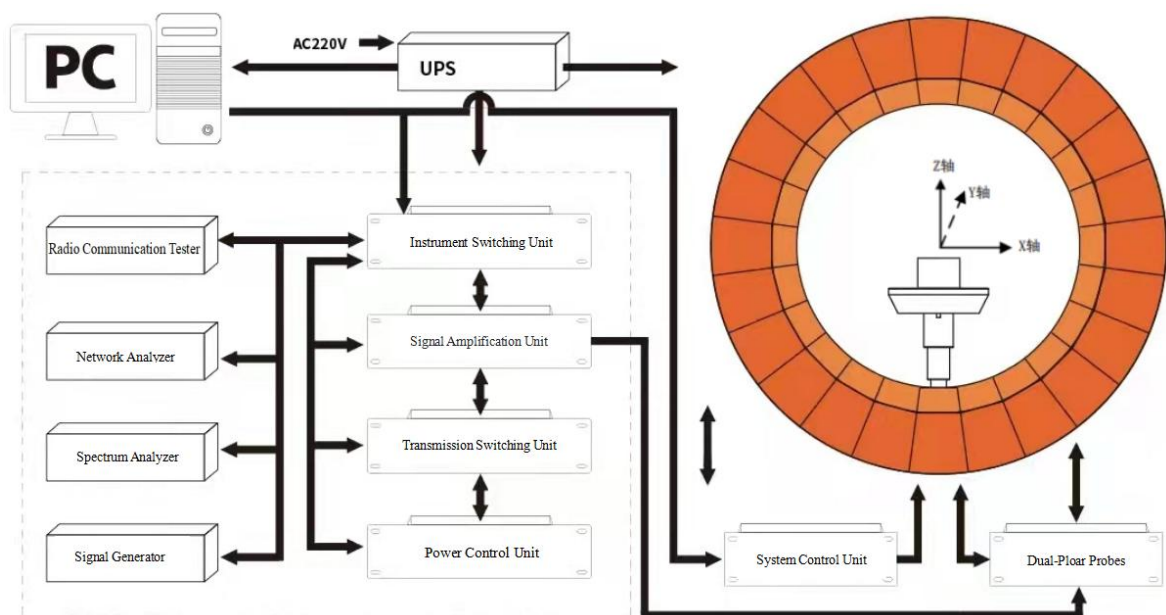 PC
AC220V
UPS
Radio Communication Tester
Network Analyzer
Spectrum Analyzer
Signal Generator
Instrument Switching Unit
Signal Amplification Unit
Transmission Switching Unit
Power Control Unit
Z轴
Y轴
X轴
System Control Unit
Dual-Ploar Probes